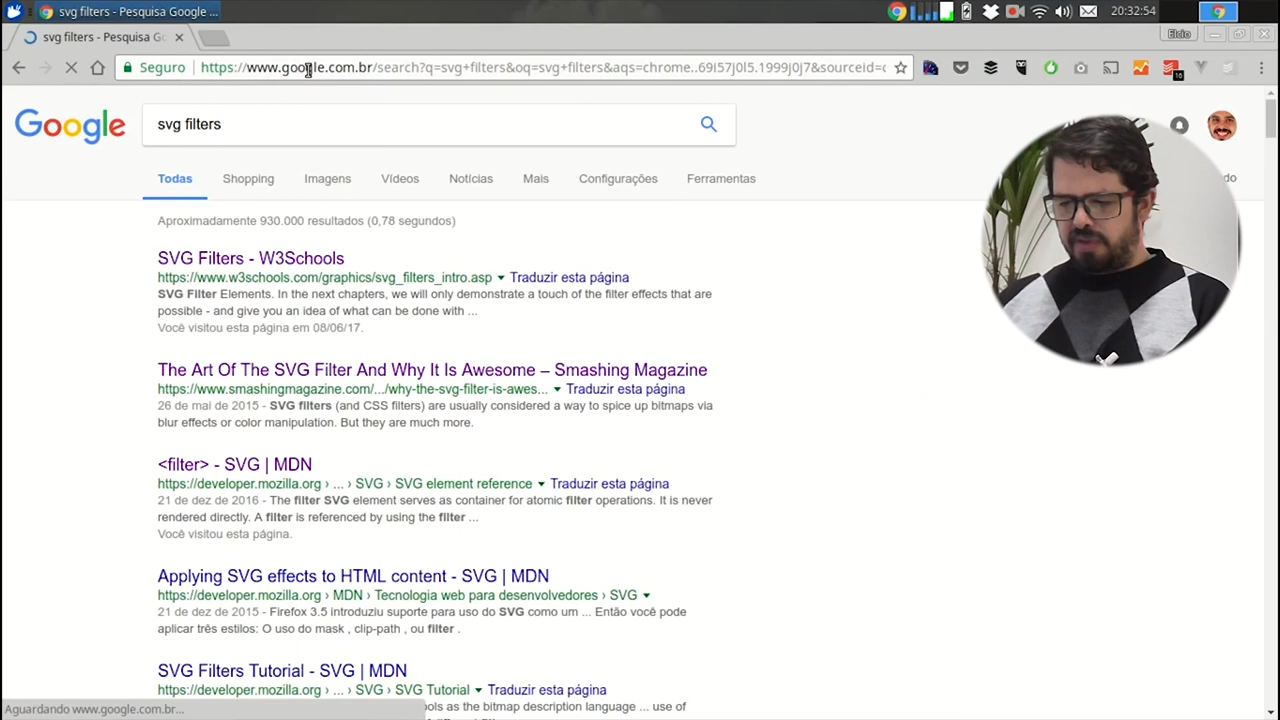 svg filters - Pesquisa Google ...
20:32:54
svg filters - Pesquisa Go
Elcio
Seguro
https://www.google.com.br/search?q=svg+filters&oq=svg+filters&aqs=chrome..69i57j0l5.1999j0j7&sourceid=c
16
Google
svg filters
Todas
Shopping
Imagens
Vídeos
Notícias
Mais
Configurações
Ferramentas
Aproximadamente 930.000 resultados (0,78 segundos)
SVG Filters - W3Schools
https://www.w3schools.com/graphics/svg_filters_intro.asp ▼ Traduzir esta página
SVG Filter Elements. In the next chapters, we will only demonstrate a touch of the filter effects that are
possible - and give you an idea of what can be done with ...
Você visitou esta página em 08/06/17.
The Art Of The SVG Filter And Why It Is Awesome – Smashing Magazine
https://www.smashingmagazine.com/.../why-the-svg-filter-is-awes... ▼ Traduzir esta página
26 de mai de 2015 - SVG filters (and CSS filters) are usually considered a way to spice up bitmaps via
blur effects or color manipulation. But they are much more.
<filter> - SVG | MDN
https://developer.mozilla.org › ... › SVG › SVG element reference ▼ Traduzir esta página
21 de dez de 2016 - The filter SVG element serves as container for atomic filter operations. It is never
rendered directly. A filter is referenced by using the filter ...
Você visitou esta página.
Applying SVG effects to HTML content - SVG | MDN
https://developer.mozilla.org › MDN › Tecnologia web para desenvolvedores › SVG ▼
21 de dez de 2015 - Firefox 3.5 introduziu suporte para uso do SVG como um ... Então você pode
aplicar três estilos: O uso do mask , clip-path , ou filter .
SVG Filters Tutorial - SVG | MDN
https://developer.mozilla.org › ... › SVG › SVG Tutorial ▼ Traduzir esta página
ols as the bitmap description language ... use of
Aguardando www.google.com.br...